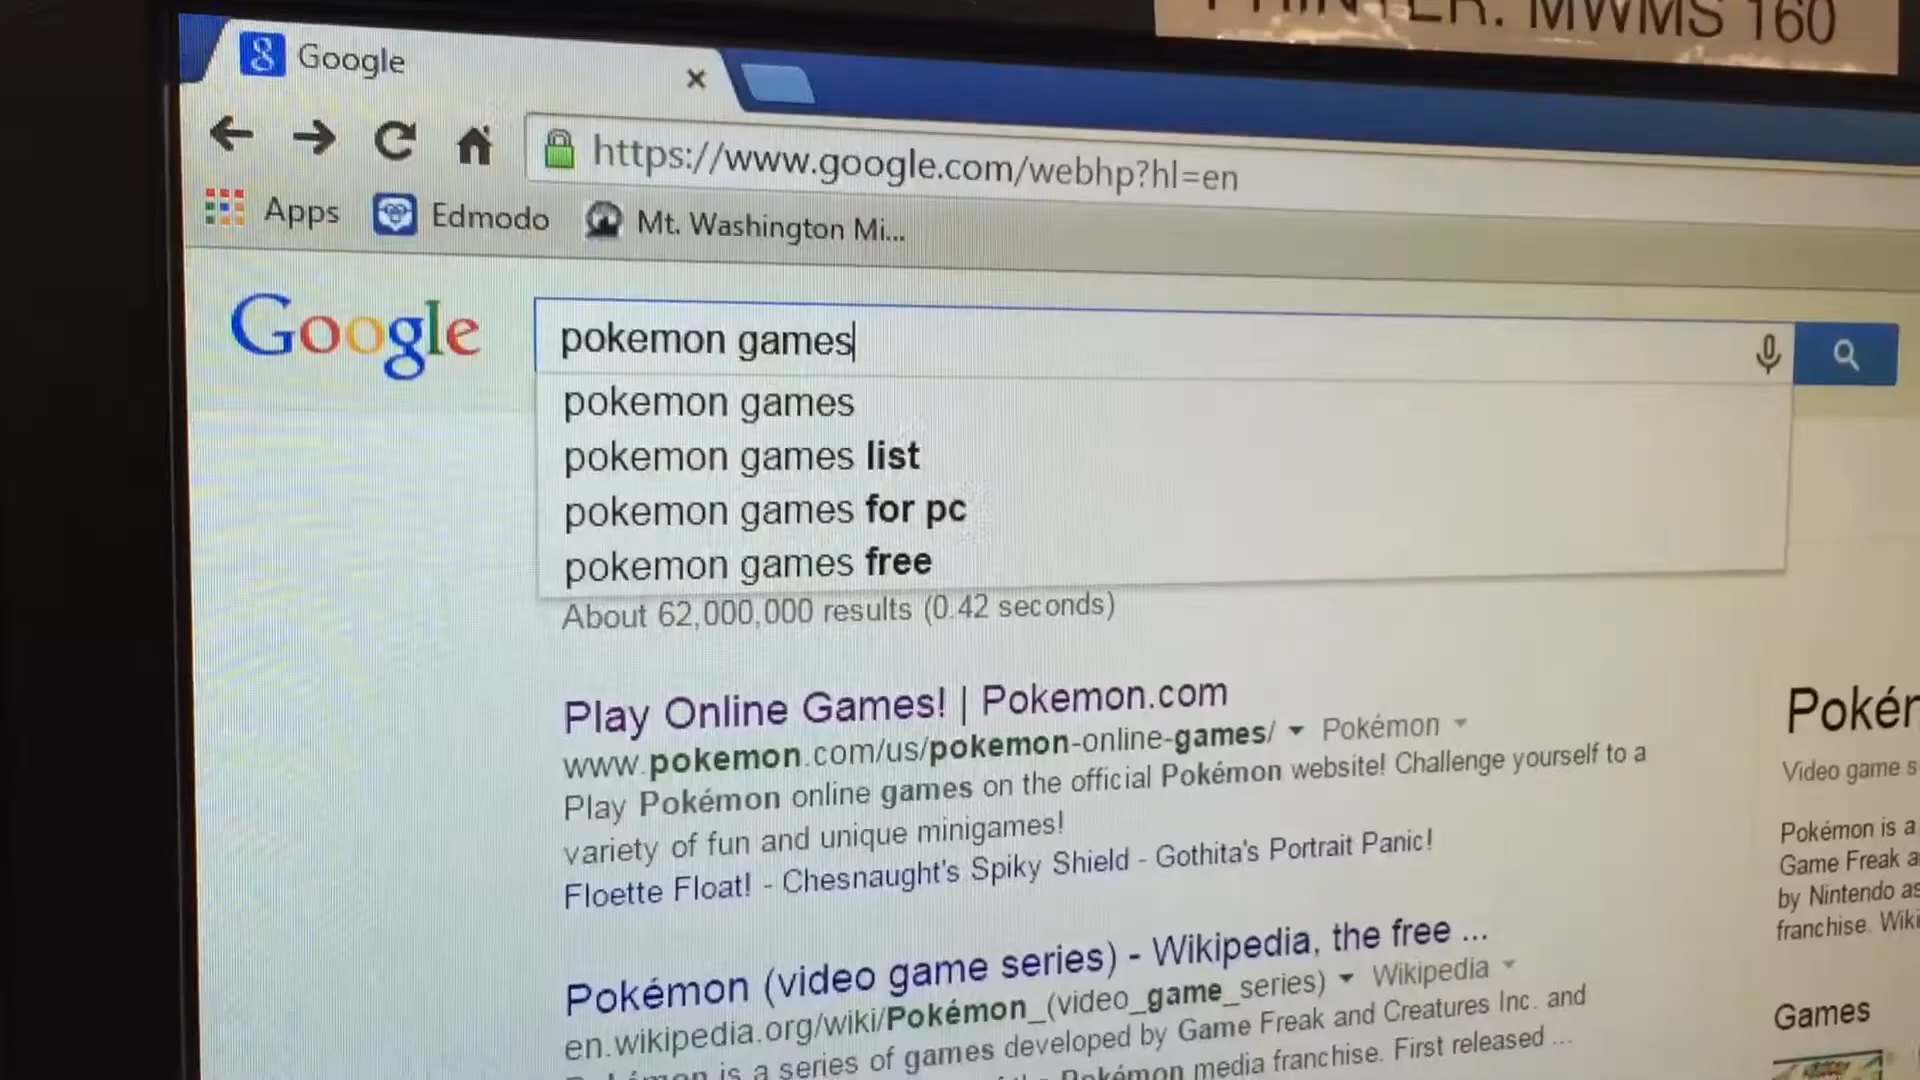 PRINTER: MWMS 160
Google
https://www.google.com/webhp?hl=en
Apps Edmodo Mt. Washington Mi...
Google
pokemon games
pokemon games
pokemon games list
pokemon games for pc
pokemon games free
About 62,000,000 results (0.42 seconds)
Play Online Games! | Pokemon.com
www.pokemon.com/us/pokemon-online-games/ Pokémon
Play Pokémon online games on the official Pokémon website! Challenge yourself to a
variety of fun and unique minigames!
Floette Float! - Chesnaught's Spiky Shield - Gothita's Portrait Panic!
Pokémon (video game series) - Wikipedia, the free ...
en.wikipedia.org/wiki/Pokémon_(video_game_series) Wikipedia
Pokémon is a series of games developed by Game Freak and Creatures Inc. and
Pokémon media franchise. First released ...
Pokém
Video game s
Pokémon is a
Game Freak a
by Nintendo as
franchise. Wiki
Games